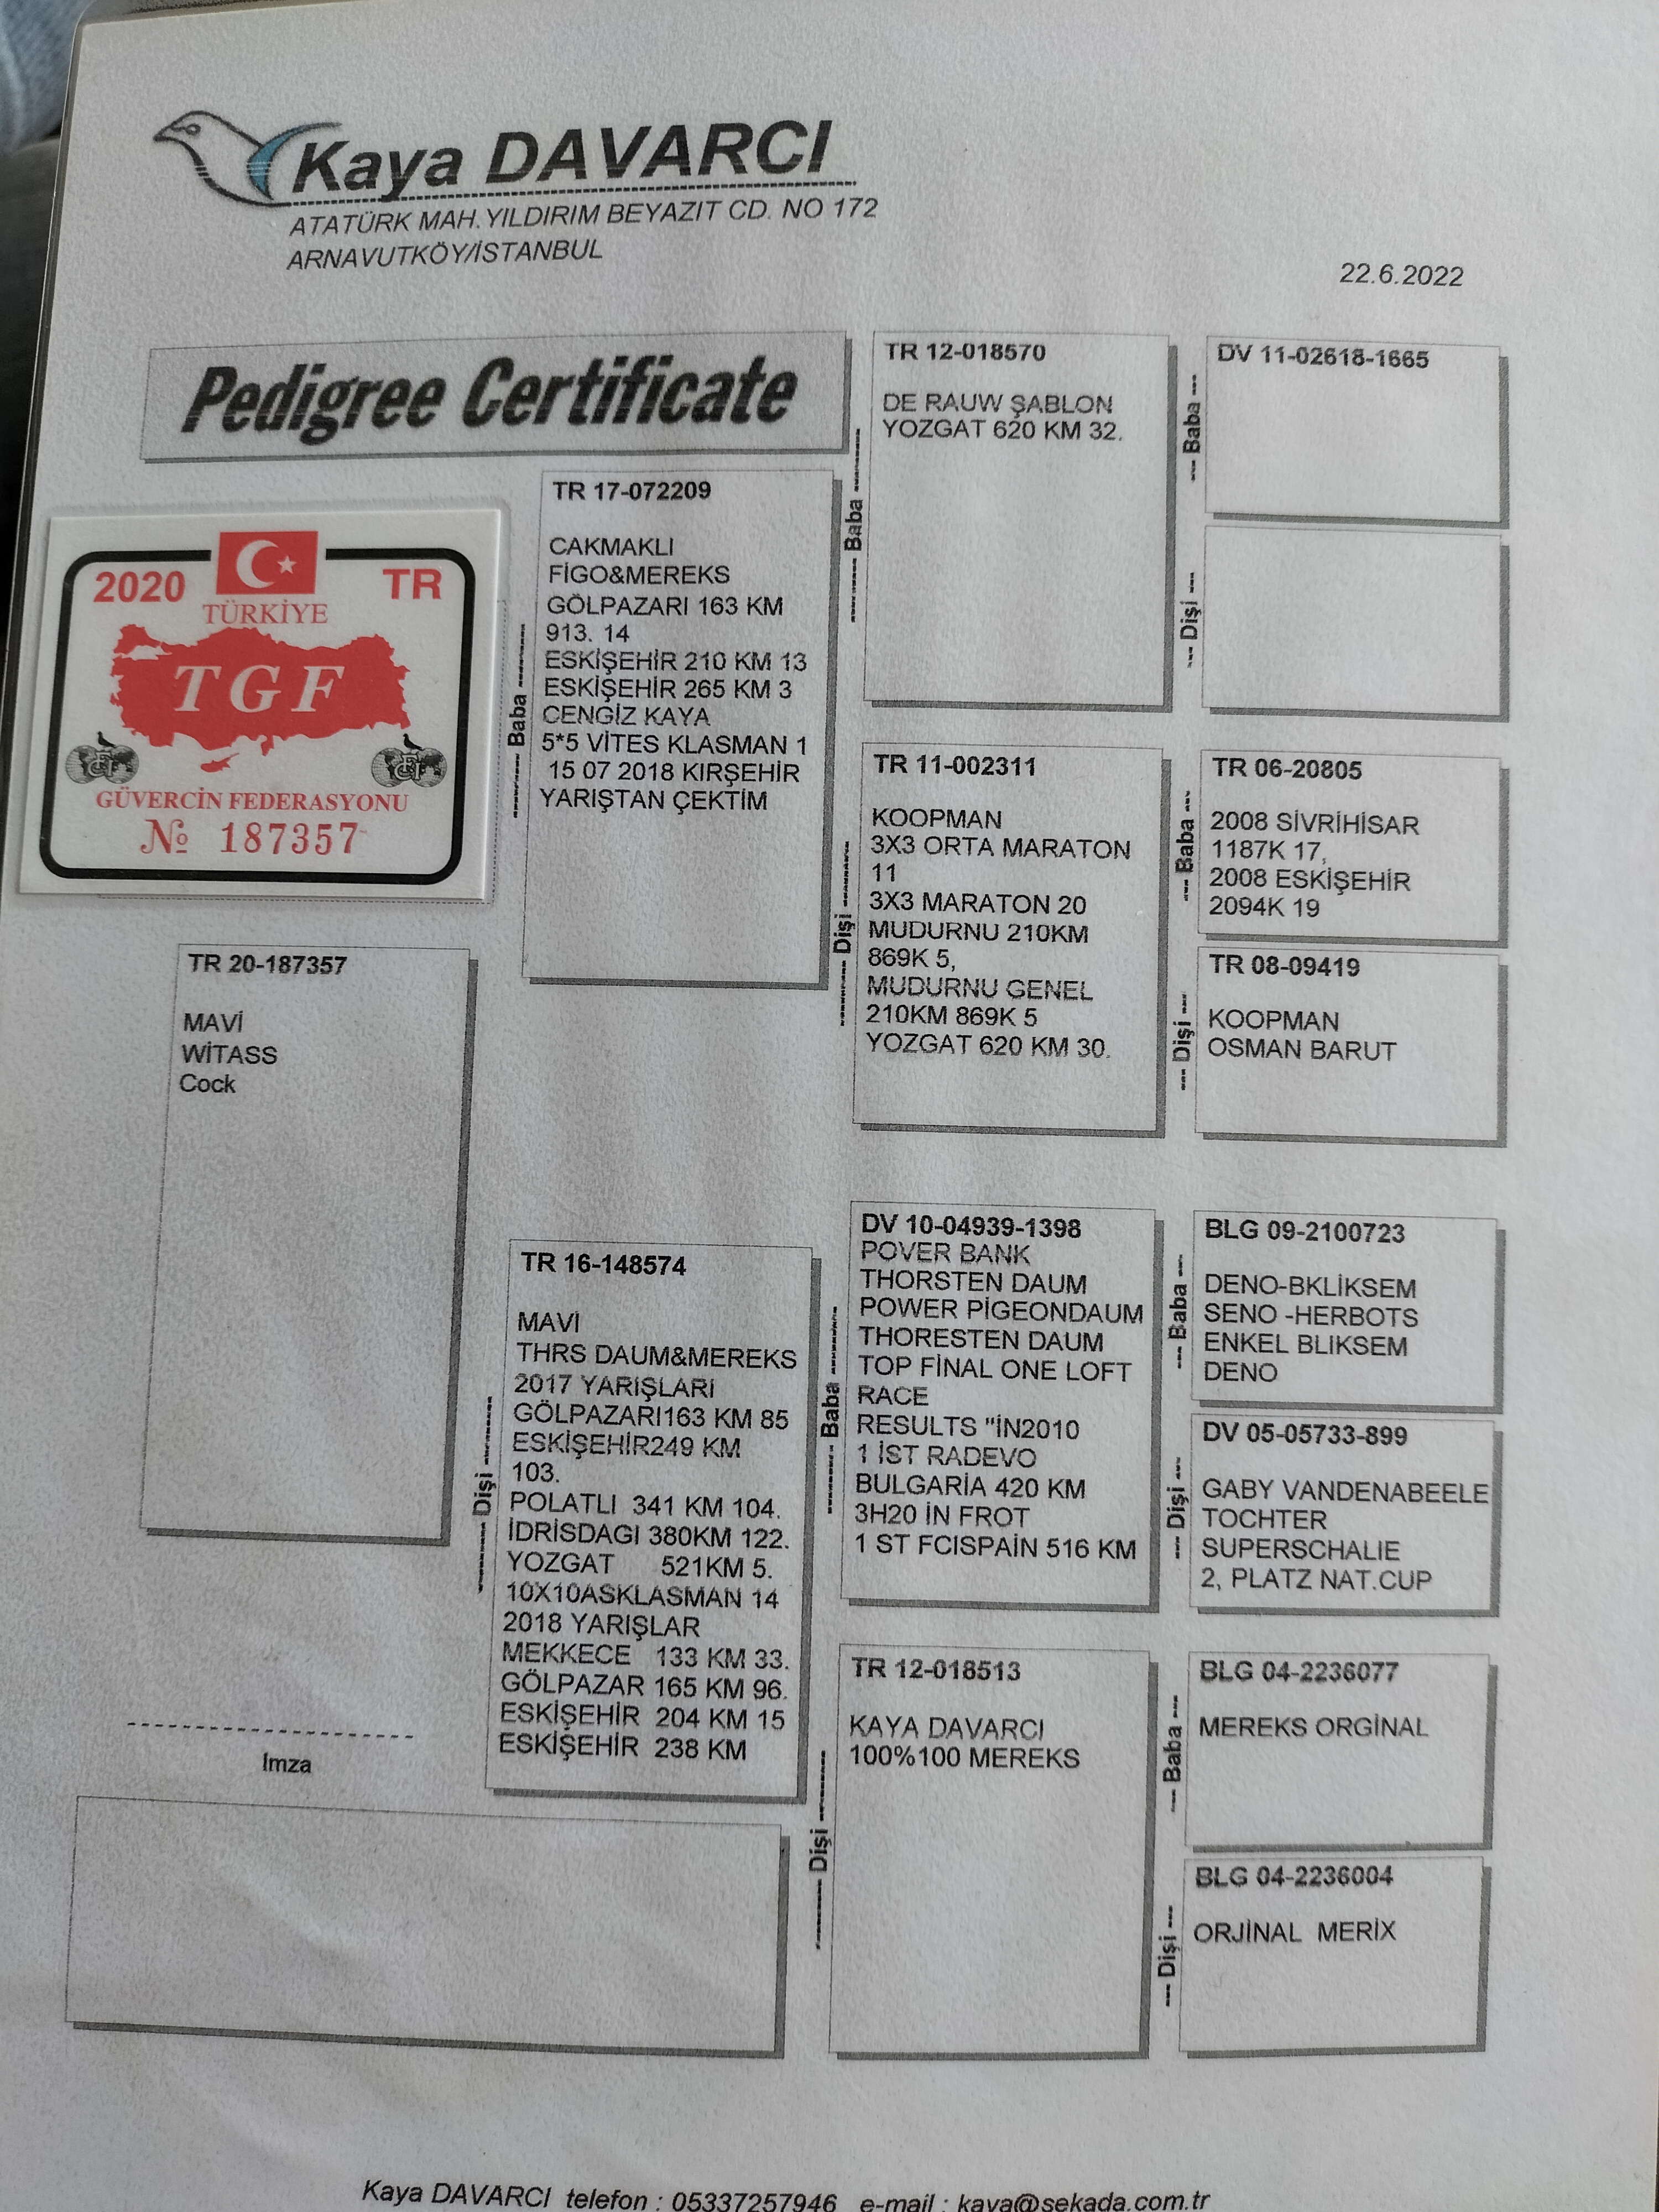 Kaya DAVARCI
ATATÜRK MAH.YILDIRIM BEYAZIT CD. NO 172
ARNAVUTKÖY/İSTANBUL
22.6.2022
Pedigree Certificate
2020
TR
TÜRKİYE
TGF
GÜVERCİN FEDERASYONU
№ 187357
TR 20-187357
MAVİ
WİTASS
Cock
--- Baba ---
TR 17-072209
CAKMAKLI
FİGO&MEREKS
GÖLPAZARI 163 KM
913. 14
ESKİŞEHİR 210 KM 13
ESKİŞEHİR 265 KM 3
CENGİZ KAYA
5*5 VİTES KLASMAN 1
15 07 2018 KIRŞEHİR
YARIŞTAN ÇEKTİM
--- Dişi ---
TR 16-148574
MAVİ
THRS DAUM&MEREKS
2017 YARIŞLARI
GÖLPAZARI163 KM 85
ESKİŞEHİR249 KM
103.
POLATLI 341 KM 104.
İDRİSDAGI 380KM 122.
YOZGAT 521KM 5.
10X10ASKLASMAN 14
2018 YARIŞLAR
MEKKECE 133 KM 33.
GÖLPAZAR 165 KM 96.
ESKİŞEHİR 204 KM 15
ESKİŞEHİR 238 KM
--- Baba ---
TR 12-018570
DE RAUW ŞABLON
YOZGAT 620 KM 32.
--- Dişi ---
TR 11-002311
KOOPMAN
3X3 ORTA MARATON
11
3X3 MARATON 20
MUDURNU 210KM
869K 5,
MUDURNU GENEL
210KM 869K 5
YOZGAT 620 KM 30.
--- Baba ---
DV 10-04939-1398
POVER BANK
THORSTEN DAUM
POWER PİGEONDAUM
THORESTEN DAUM
TOP FİNAL ONE LOFT
RACE
RESULTS "İN2010
1 İST RADEVO
BULGARİA 420 KM
3H20 İN FROT
1 ST FCISPAİN 516 KM
--- Dişi ---
TR 12-018513
KAYA DAVARCI
100%100 MEREKS
--- Baba ---
DV 11-02618-1665
--- Dişi ---
--- Baba ---
TR 06-20805
2008 SİVRİHİSAR
1187K 17,
2008 ESKİŞEHİR
2094K 19
--- Dişi ---
TR 08-09419
KOOPMAN
OSMAN BARUT
--- Baba ---
BLG 09-2100723
DENO-BKLİKSEM
SENO -HERBOTS
ENKEL BLIKSEM
DENO
--- Dişi ---
DV 05-05733-899
GABY VANDENABEELE
TOCHTER
SUPERSCHALIE
2, PLATZ NAT.CUP
--- Baba ---
BLG 04-2236077
MEREKS ORGİNAL
--- Dişi ---
BLG 04-2236004
ORJİNAL MERİX
Imza
Kaya DAVARCI telefon : 05337257946 e-mail : kaya@sekada.com.tr